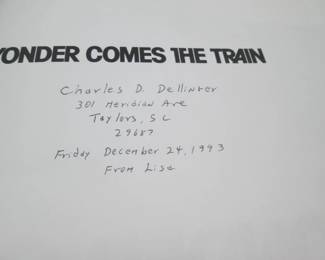 YONDER COMES THE TRAIN
Charles D. Dellinger
301 Meridian Ave
Taylors, SC
29687
Friday December 24, 1993
From Lisa